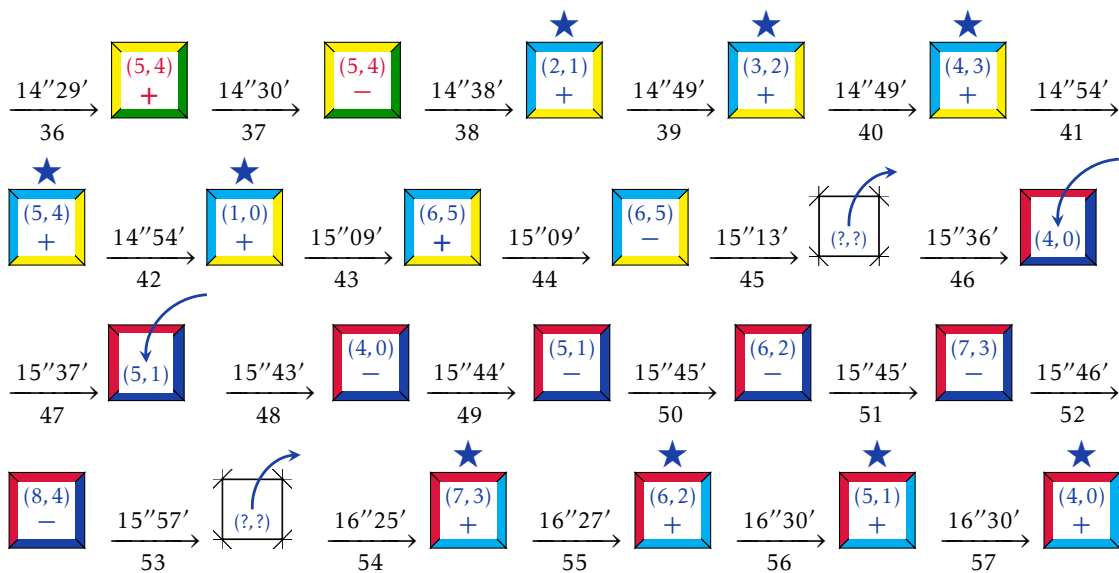 14″29′ 36 (5,4) + 14″30′ 37 (5,4) − 14″38′ 38 ★ (2,1) + 14″49′ 39 ★ (3,2) + 14″49′ 40 ★ (4,3) + 14″54′ 41
★ (5,4) + 14″54′ 42 ★ (1,0) + 15″09′ 43 (6,5) + 15″09′ 44 (6,5) − 15″13′ 45 (?,?) 15″36′ 46 (4,0)
15″37′ 47 (5,1) 15″43′ 48 (4,0) − 15″44′ 49 (5,1) − 15″45′ 50 (6,2) − 15″45′ 51 (7,3) − 15″46′ 52
(8,4) − 15″57′ 53 (?,?) 16″25′ 54 ★ (7,3) + 16″27′ 55 ★ (6,2) + 16″30′ 56 ★ (5,1) + 16″30′ 57 ★ (4,0) +